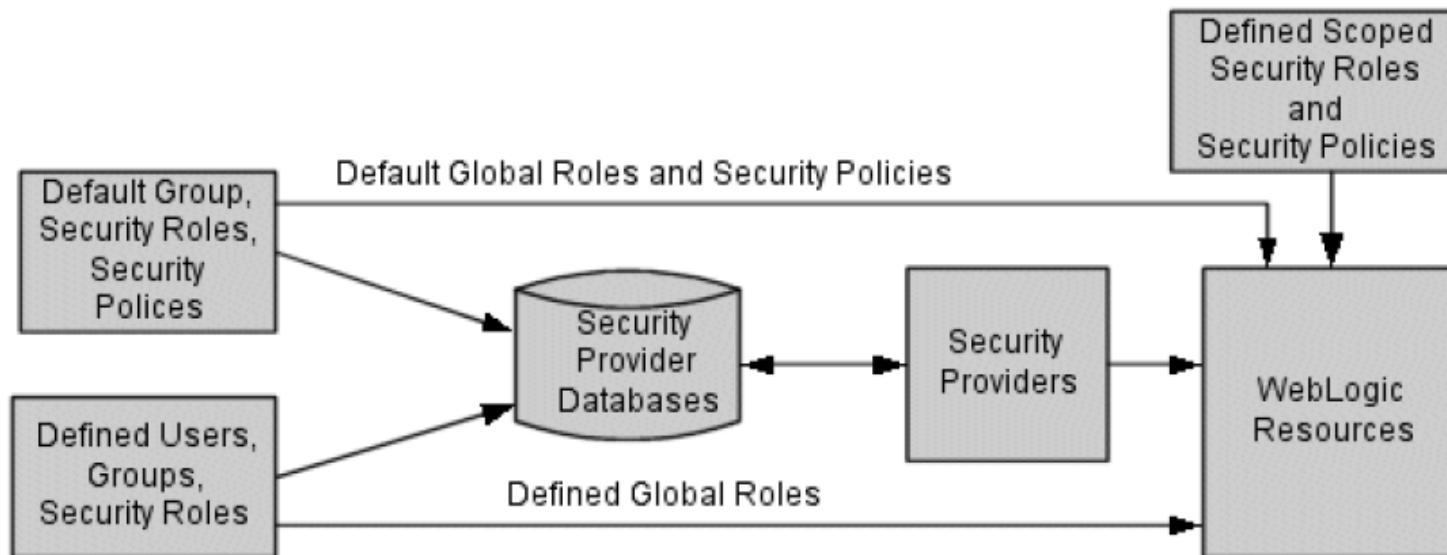 Defined Scoped
Security Roles
and
Security Policies
Default Global Roles and Security Policies
Default Group,
Security Roles,
Security
Polices
Security
Provider
Databases
Security
Providers
WebLogic
Resources
Defined Users,
Groups,
Security Roles
Defined Global Roles